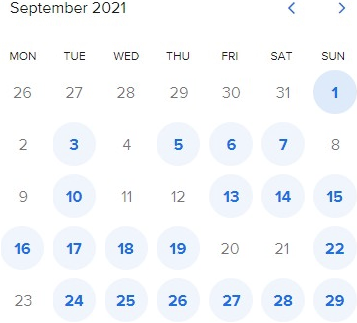 September 2021
MON TUE WED THU FRI SAT SUN
26 27 28 29 30 31 1
2 3 4 5 6 7 8
9 10 11 12 13 14 15
16 17 18 19 20 21 22
23 24 25 26 27 28 29